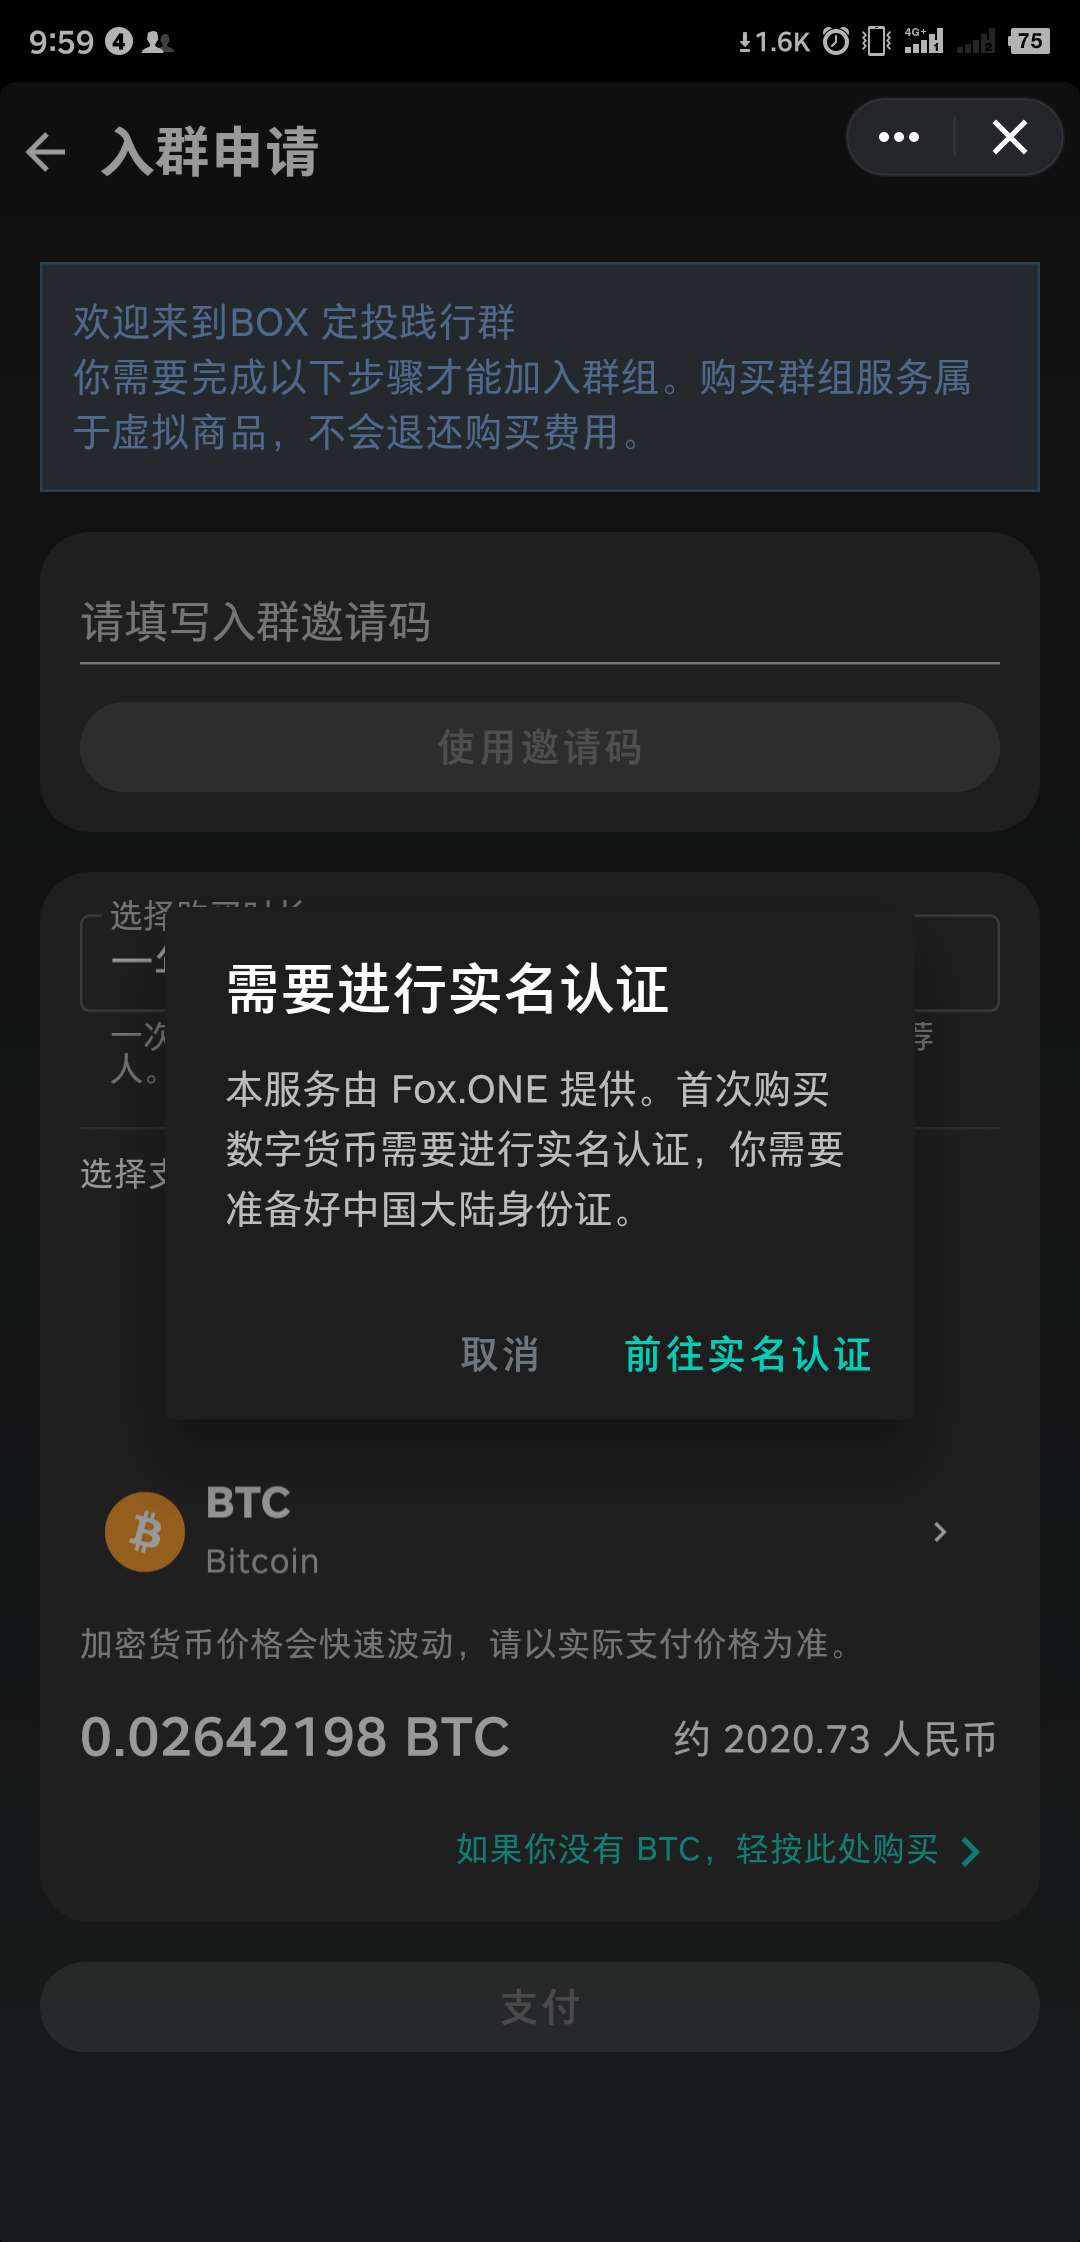 9:59 4
1.6K 4G+ 1 2 75
入群申请
欢迎来到BOX 定投践行群
你需要完成以下步骤才能加入群组。购买群组服务属
于虚拟商品，不会退还购买费用。
请填写入群邀请码
使用邀请码
选择购买时长
一
一次 荐
人。
选择支
需要进行实名认证
本服务由 Fox.ONE 提供。首次购买
数字货币需要进行实名认证，你需要
准备好中国大陆身份证。
取消 前往实名认证
BTC
Bitcoin
加密货币价格会快速波动，请以实际支付价格为准。
0.02642198 BTC 约 2020.73 人民币
如果你没有 BTC，轻按此处购买
支付